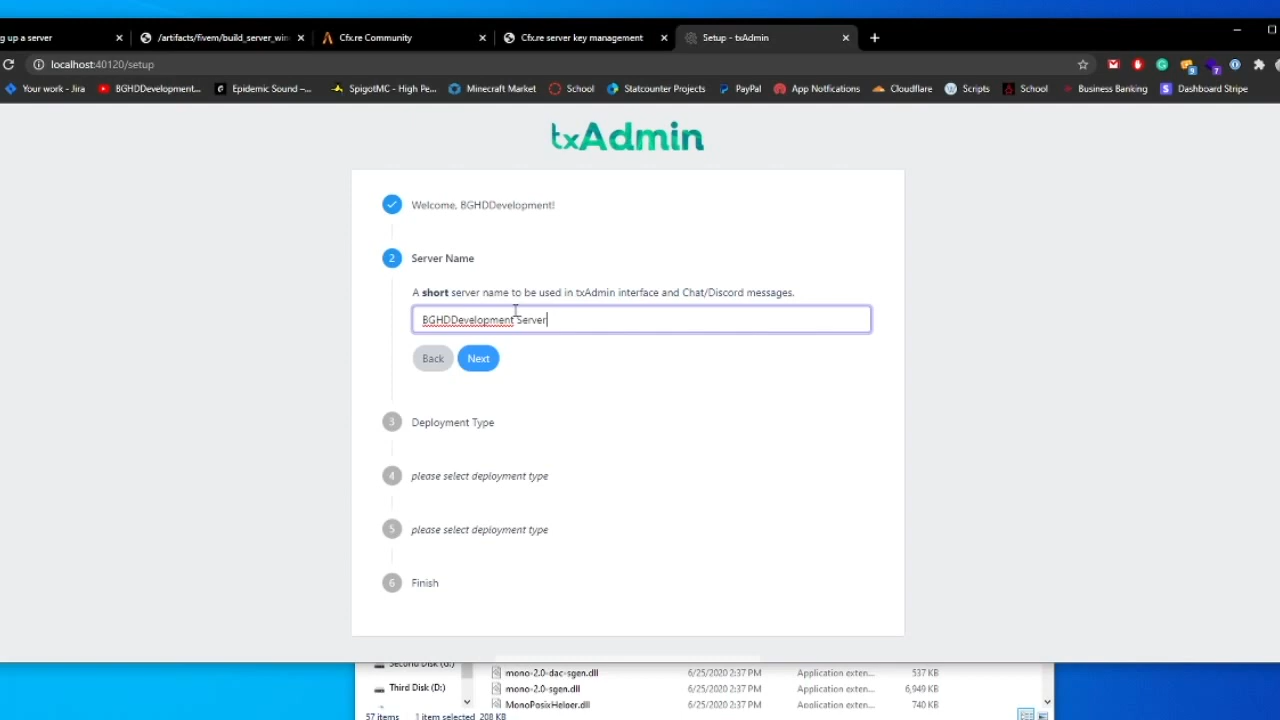 g up a server
/artifacts/fivem/build_server_win
Cfx.re Community
Cfx.re server key management
Setup - txAdmin
localhost:40120/setup
Your work - Jira
BGHDDevelopment...
Epidemic Sound –...
SpigotMC - High Pe...
Minecraft Market
School
Statcounter Projects
PayPal
App Notifications
Cloudflare
Scripts
School
Business Banking
Dashboard Stripe
txAdmin
Welcome, BGHDDevelopment!
2 Server Name
A short server name to be used in txAdmin interface and Chat/Discord messages.
BGHDDevelopment Server
Back Next
3 Deployment Type
4 please select deployment type
5 please select deployment type
6 Finish
Second Disk (G:)
mono-2.0-dac-sgen.dll 6/25/2020 2:37 PM Application exten... 537 KB
Third Disk (D:)
mono-2.0-sgen.dll 6/25/2020 2:37 PM Application exten... 6,949 KB
MonoPosixHelper.dll 6/25/2020 2:37 PM Application exten... 740 KB
57 items 1 item selected 208 KB